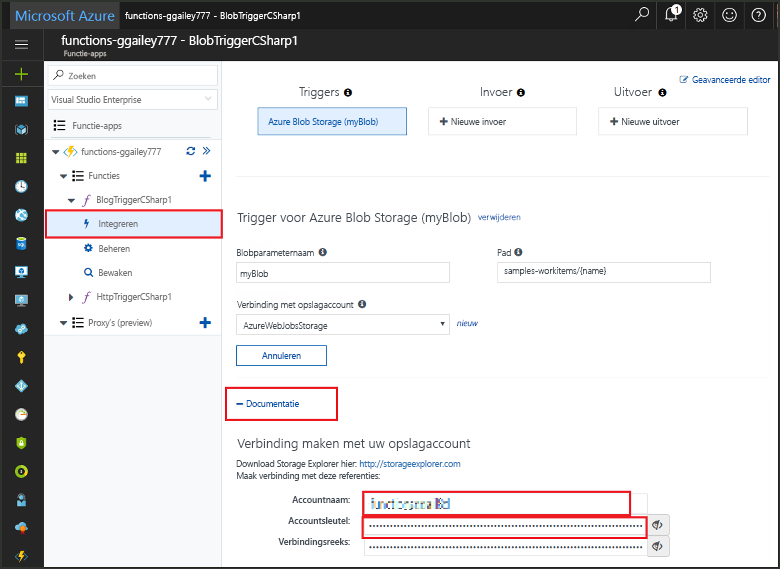 Microsoft Azure functions-ggailey777 - BlobTriggerCSharp1
1
functions-ggailey777 - BlobTriggerCSharp1
Functie-apps
Zoeken
Visual Studio Enterprise
Functie-apps
functions-ggailey777
Functies
BlogTriggerCSharp1
Integreren
Beheren
Bewaken
HttpTriggerCSharp1
Proxy's (preview)
Geavanceerde editor
Triggers Invoer Uitvoer
Azure Blob Storage (myBlob) Nieuwe invoer Nieuwe uitvoer
Trigger voor Azure Blob Storage (myBlob) verwijderen
Blobparameternaam Pad
myBlob samples-workitems/{name}
Verbinding met opslagaccount
AzureWebJobsStorage nieuw
Annuleren
Documentatie
Verbinding maken met uw opslagaccount
Download Storage Explorer hier: http://storageexplorer.com
Maak verbinding met deze referenties:
Accountnaam:
Accountsleutel:
Verbindingsreeks: